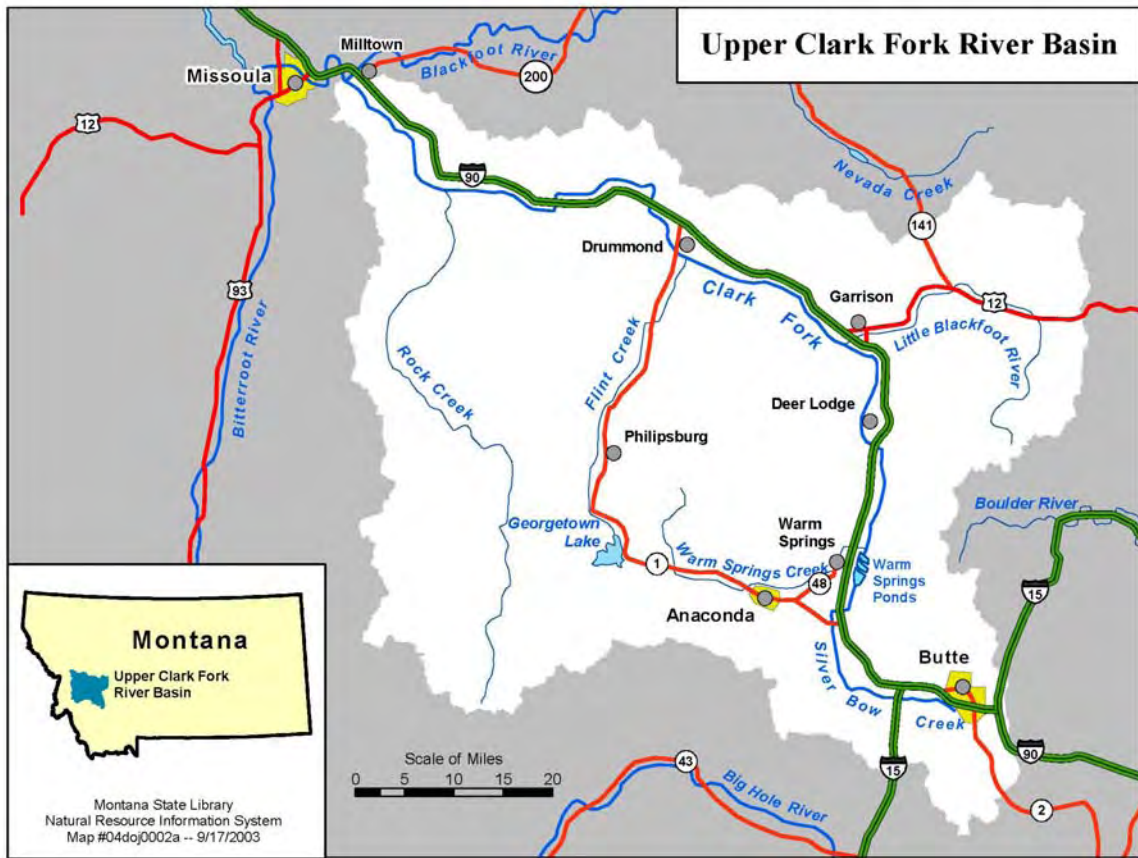 Upper Clark Fork River Basin
Milltown
Blackfoot River
200
Missoula
12
90
Nevada Creek
141
Drummond
Clark Fork
Garrison
12
Little Blackfoot River
93
Bitterroot River
Rock Creek
Flint Creek
Deer Lodge
Philipsburg
Boulder River
Georgetown
Lake
1
Warm Springs Creek
Warm
Springs
48
Warm
Springs
Ponds
15
Anaconda
Silver Bow Creek
Butte
90
15
2
43
Big Hole River
Scale of Miles
0 5 10 15 20
Montana
Upper Clark Fork
River Basin
Montana State Library
Natural Resource Information System
Map #04doj0002a -- 9/17/2003